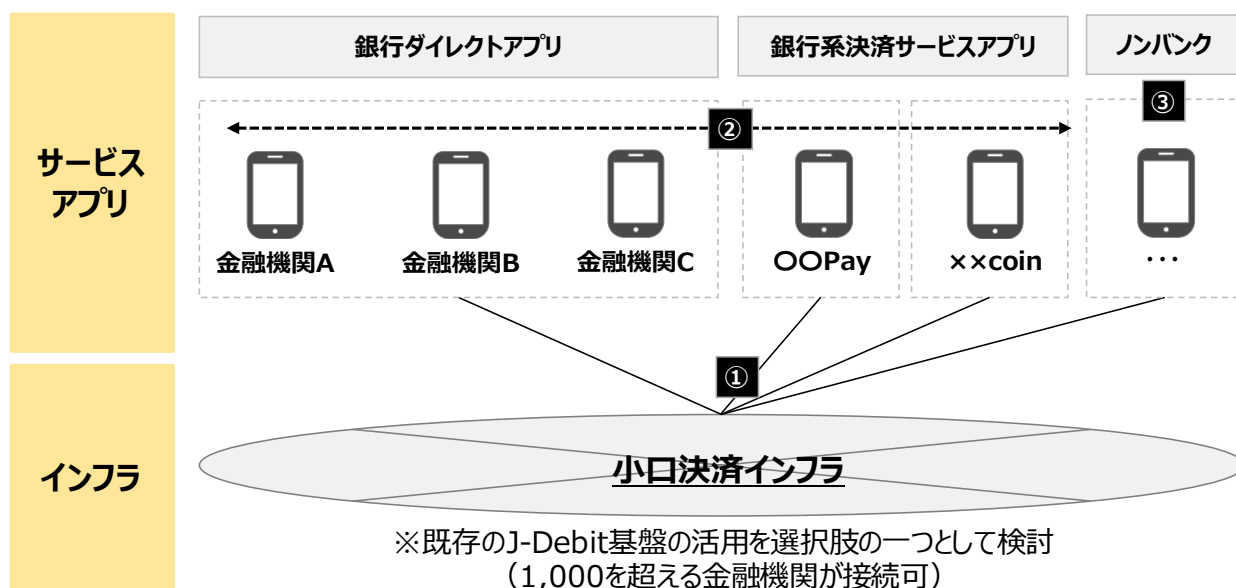 銀行ダイレクトアプリ
銀行系決済サービスアプリ
ノンバンク
サービス
アプリ
②
③
金融機関A
金融機関B
金融機関C
〇〇Pay
××coin
・・・
①
インフラ
小口決済インフラ
※既存のJ-Debit基盤の活用を選択肢の一つとして検討
（1,000を超える金融機関が接続可）